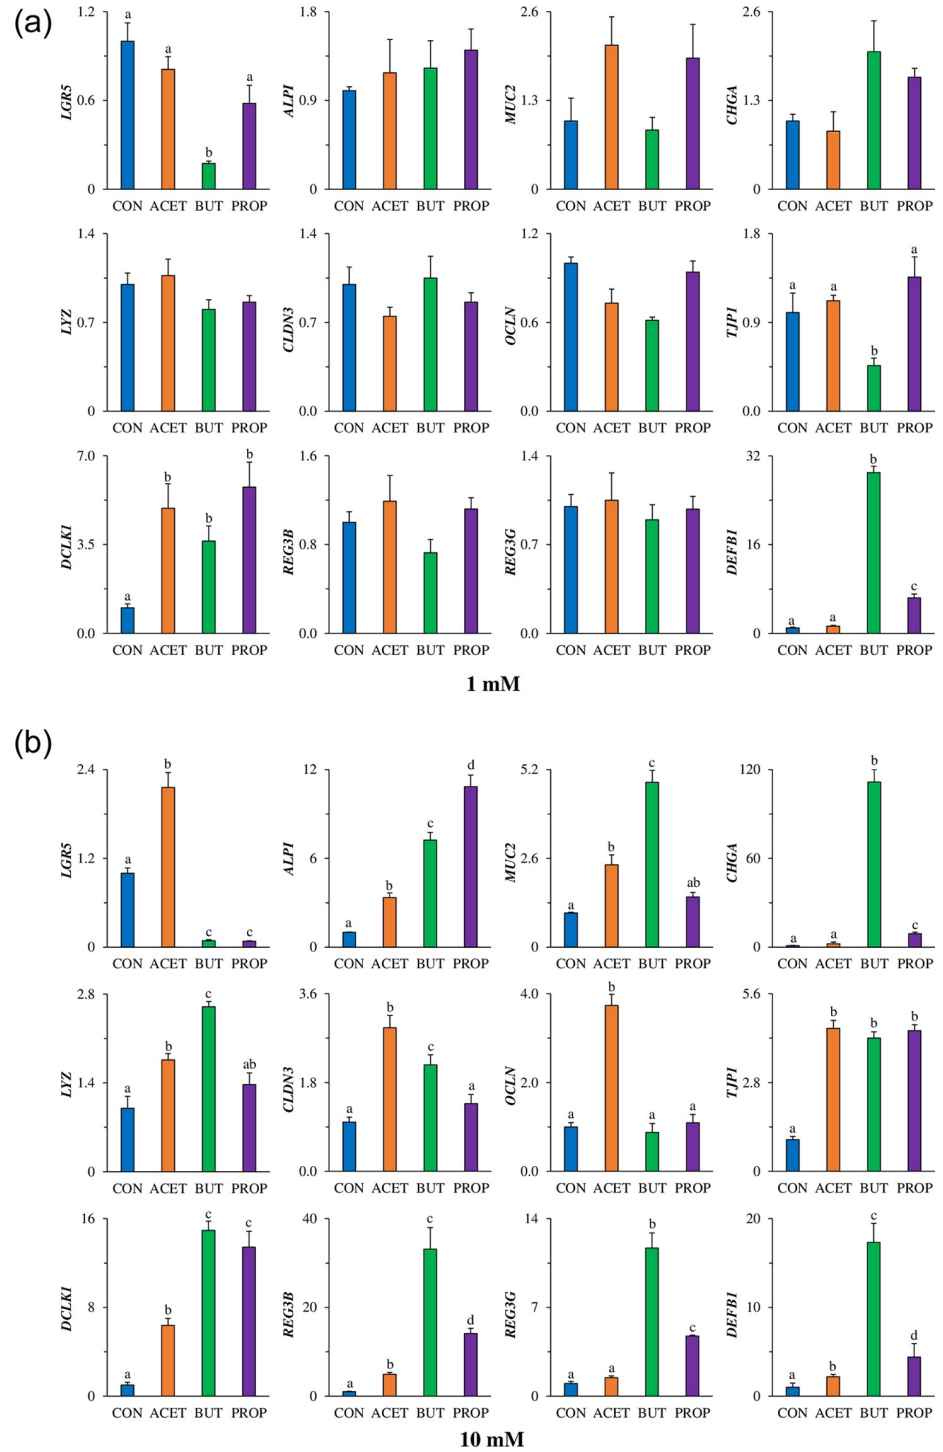 (a)
1.2 1.8 2.6 2.6
a a b a
LGR5 ALPI MUC2 CHGA
0.6 0.9 1.3 1.3
0 0 0 0
CON ACET BUT PROP CON ACET BUT PROP CON ACET BUT PROP CON ACET BUT PROP
1.4 1.4 1.2 1.8
a a b a
LYZ CLDN3 OCLN TJP1
0.7 0.7 0.6 0.9
0 0.0 0.0 0.0
CON ACET BUT PROP CON ACET BUT PROP CON ACET BUT PROP CON ACET BUT PROP
7.0 1.6 1.4 32
a b b b a a b c
DCLK1 REG3B REG3G DEFB1
3.5 0.8 0.7 16
0.0 0.0 0.0 0
CON ACET BUT PROP CON ACET BUT PROP CON ACET BUT PROP CON ACET BUT PROP
1 mM
(b)
2.4 12 5.2 120
a b c c a b c d a b c ab a a b c
LGR5 ALPI MUC2 CHGA
1.2 6 2.6 60
0 0 0 0
CON ACET BUT PROP CON ACET BUT PROP CON ACET BUT PROP CON ACET BUT PROP
2.8 3.6 4.0 5.6
a b c ab a b c a a b a a a b b b
LYZ CLDN3 OCLN TJP1
1.4 1.8 2.0 2.8
0 0.0 0.0 0
CON ACET BUT PROP CON ACET BUT PROP CON ACET BUT PROP CON ACET BUT PROP
16 40 14 20
a b c c a b c d a a b c a b c d
DCLK1 REG3B REG3G DEFB1
8 20 7 10
0 0 0 0
CON ACET BUT PROP CON ACET BUT PROP CON ACET BUT PROP CON ACET BUT PROP
10 mM